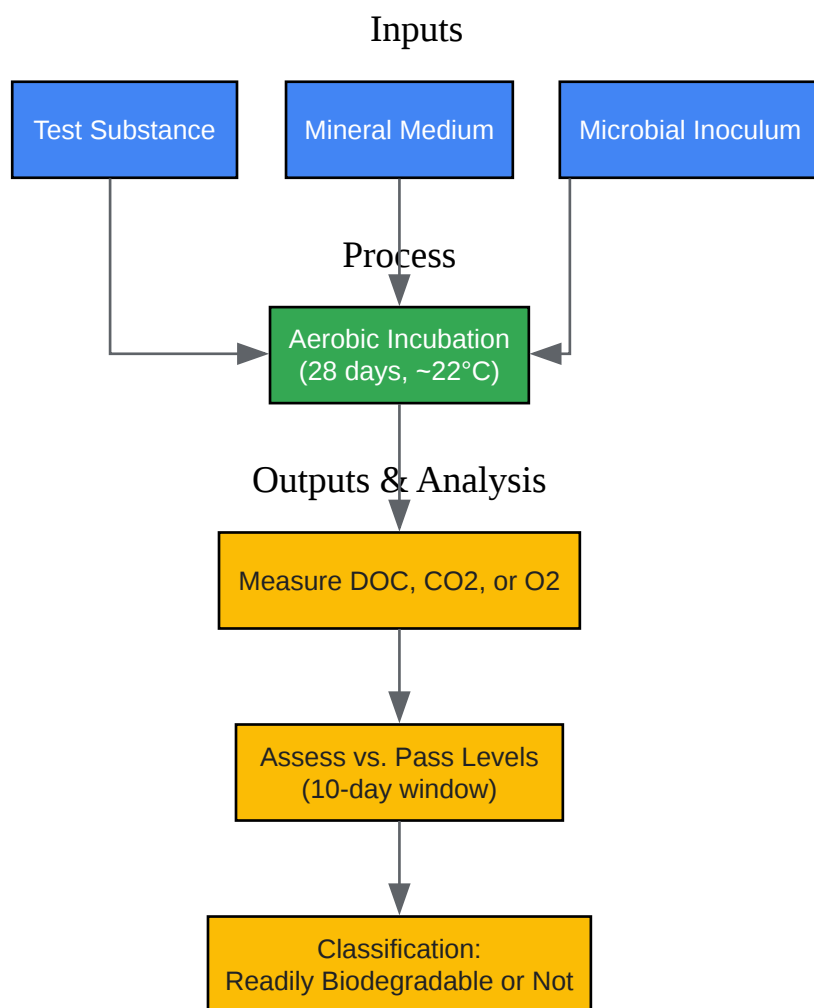 Inputs
Test Substance
Mineral Medium
Microbial Inoculum
Process
Aerobic Incubation
(28 days, ~22°C)
Outputs & Analysis
Measure DOC, CO2, or O2
Assess vs. Pass Levels
(10-day window)
Classification:
Readily Biodegradable or Not